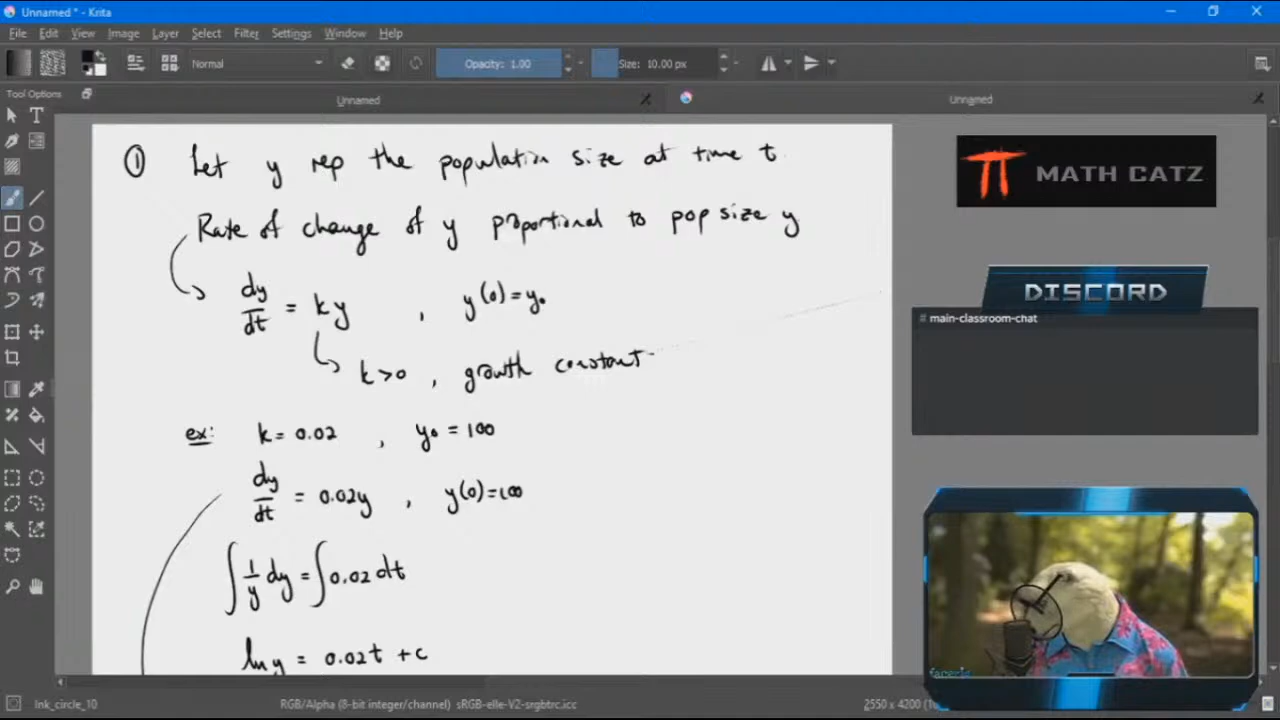 Unnamed * - Krita
File Edit View Image Layer Select Filter Settings Window Help
Normal Opacity: 1.00 Size: 10.00 px
Tool Options
Unnamed
Unnamed
① Let y rep the population size at time t
Rate of change of y proportional to pop size y
dy/dt = ky , y(0)=y₀
k>0 , growth constant
ex: k = 0.02 , y₀ = 100
dy/dt = 0.02y , y(0)=100
∫ 1/y dy = ∫ 0.02 dt
ln y = 0.02t + c
MATH CATZ
DISCORD
# main-classroom-chat
facerig
Ink_circle_10
RGB/Alpha (8-bit integer/channel) sRGB-elle-V2-srgbtrc.icc
2550 x 4200